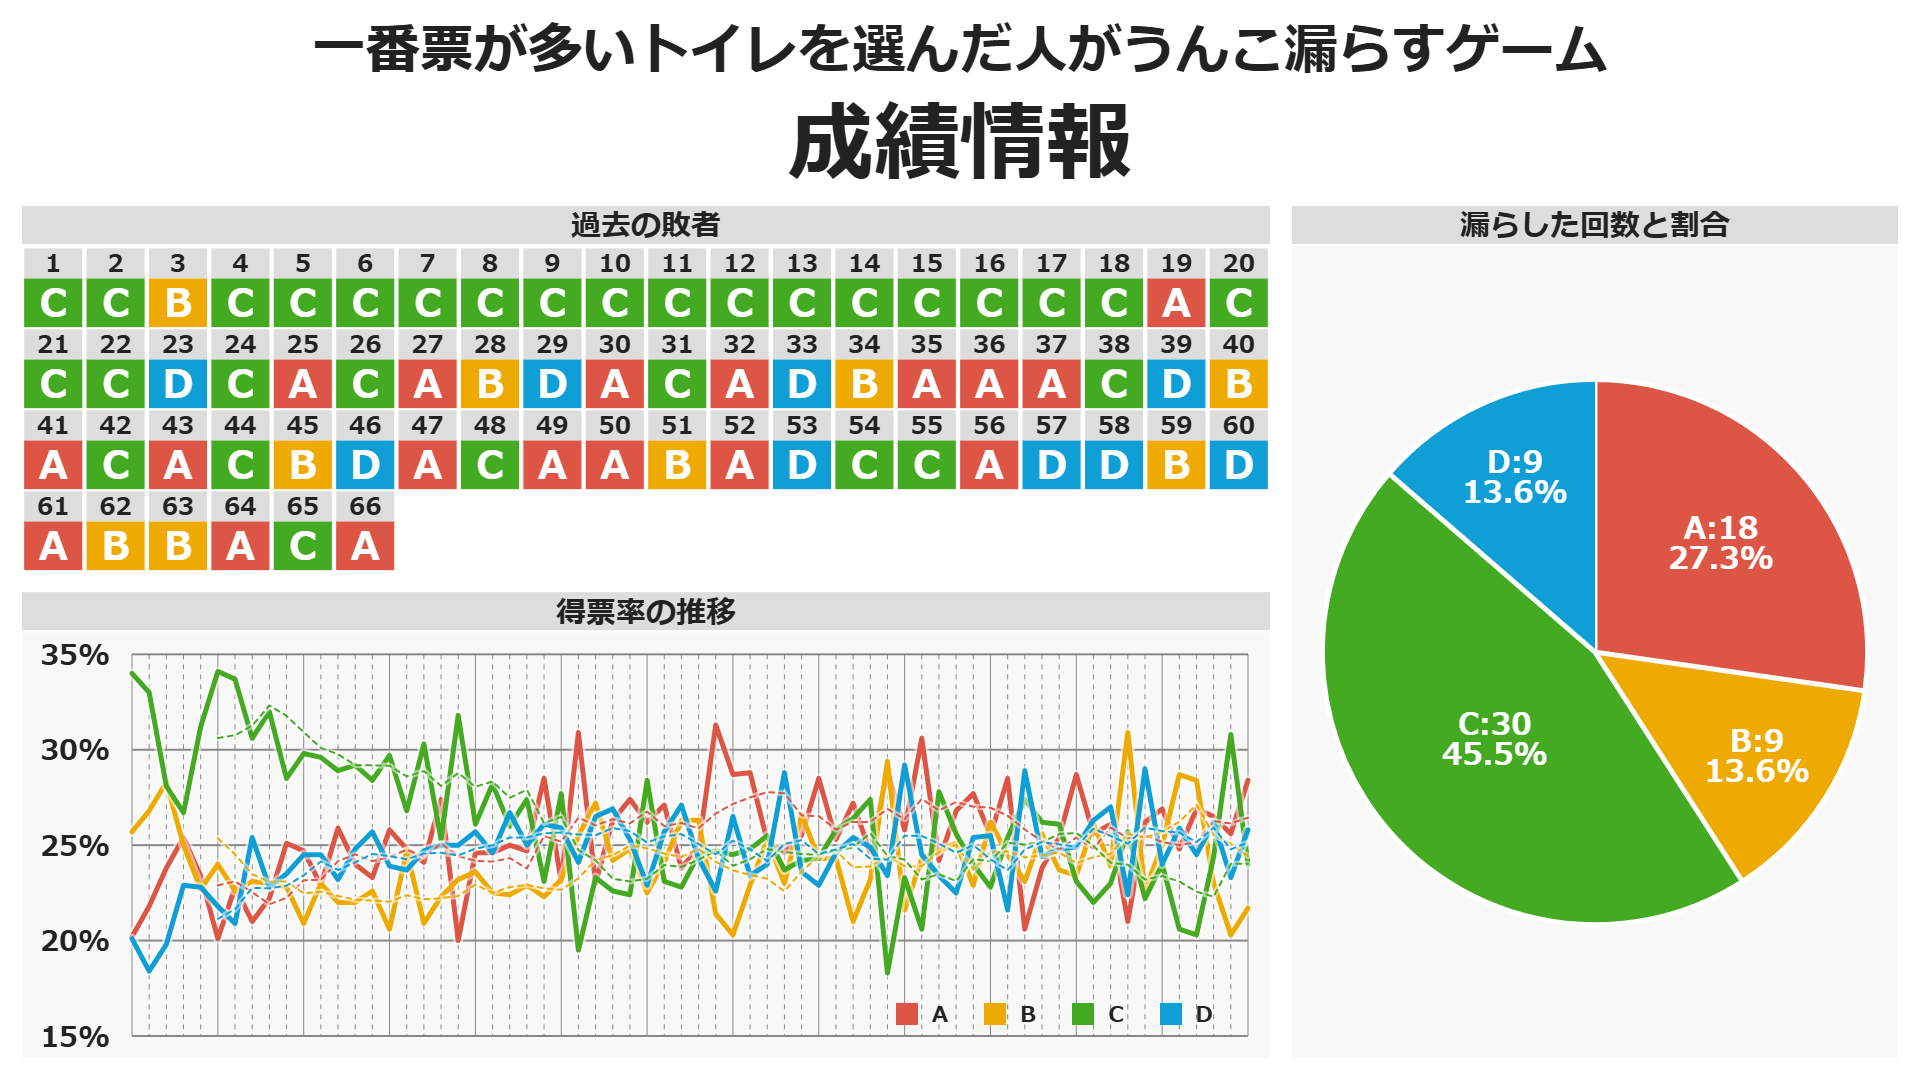 一番票が多いトイレを選んだ人がうんこ漏らすゲーム
成績情報
過去の敗者
1 2 3 4 5 6 7 8 9 10 11 12 13 14 15 16 17 18 19 20
C C B C C C C C C C C C C C C C C C A C
21 22 23 24 25 26 27 28 29 30 31 32 33 34 35 36 37 38 39 40
C C D C A C A B D A C A D B A A A C D B
41 42 43 44 45 46 47 48 49 50 51 52 53 54 55 56 57 58 59 60
A C A C B D A C A A B A D C C A D D B D
61 62 63 64 65 66
A B B A C A
得票率の推移
35%
30%
25%
20%
15%
A B C D
漏らした回数と割合
D:9
13.6%
A:18
27.3%
C:30
45.5%
B:9
13.6%